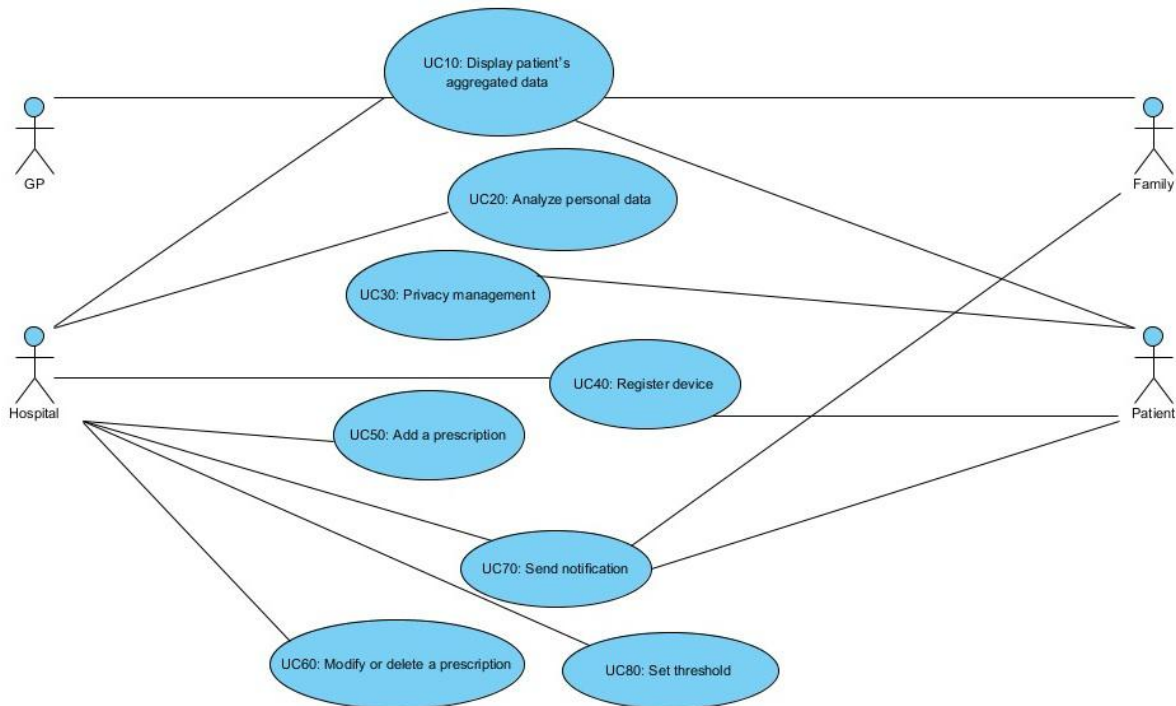 UC10: Display patient's
aggregated data
GP
Family
UC20: Analyze personal data
UC30: Privacy management
UC40: Register device
Hospital
Patient
UC50: Add a prescription
UC70: Send notification
UC60: Modify or delete a prescription
UC80: Set threshold